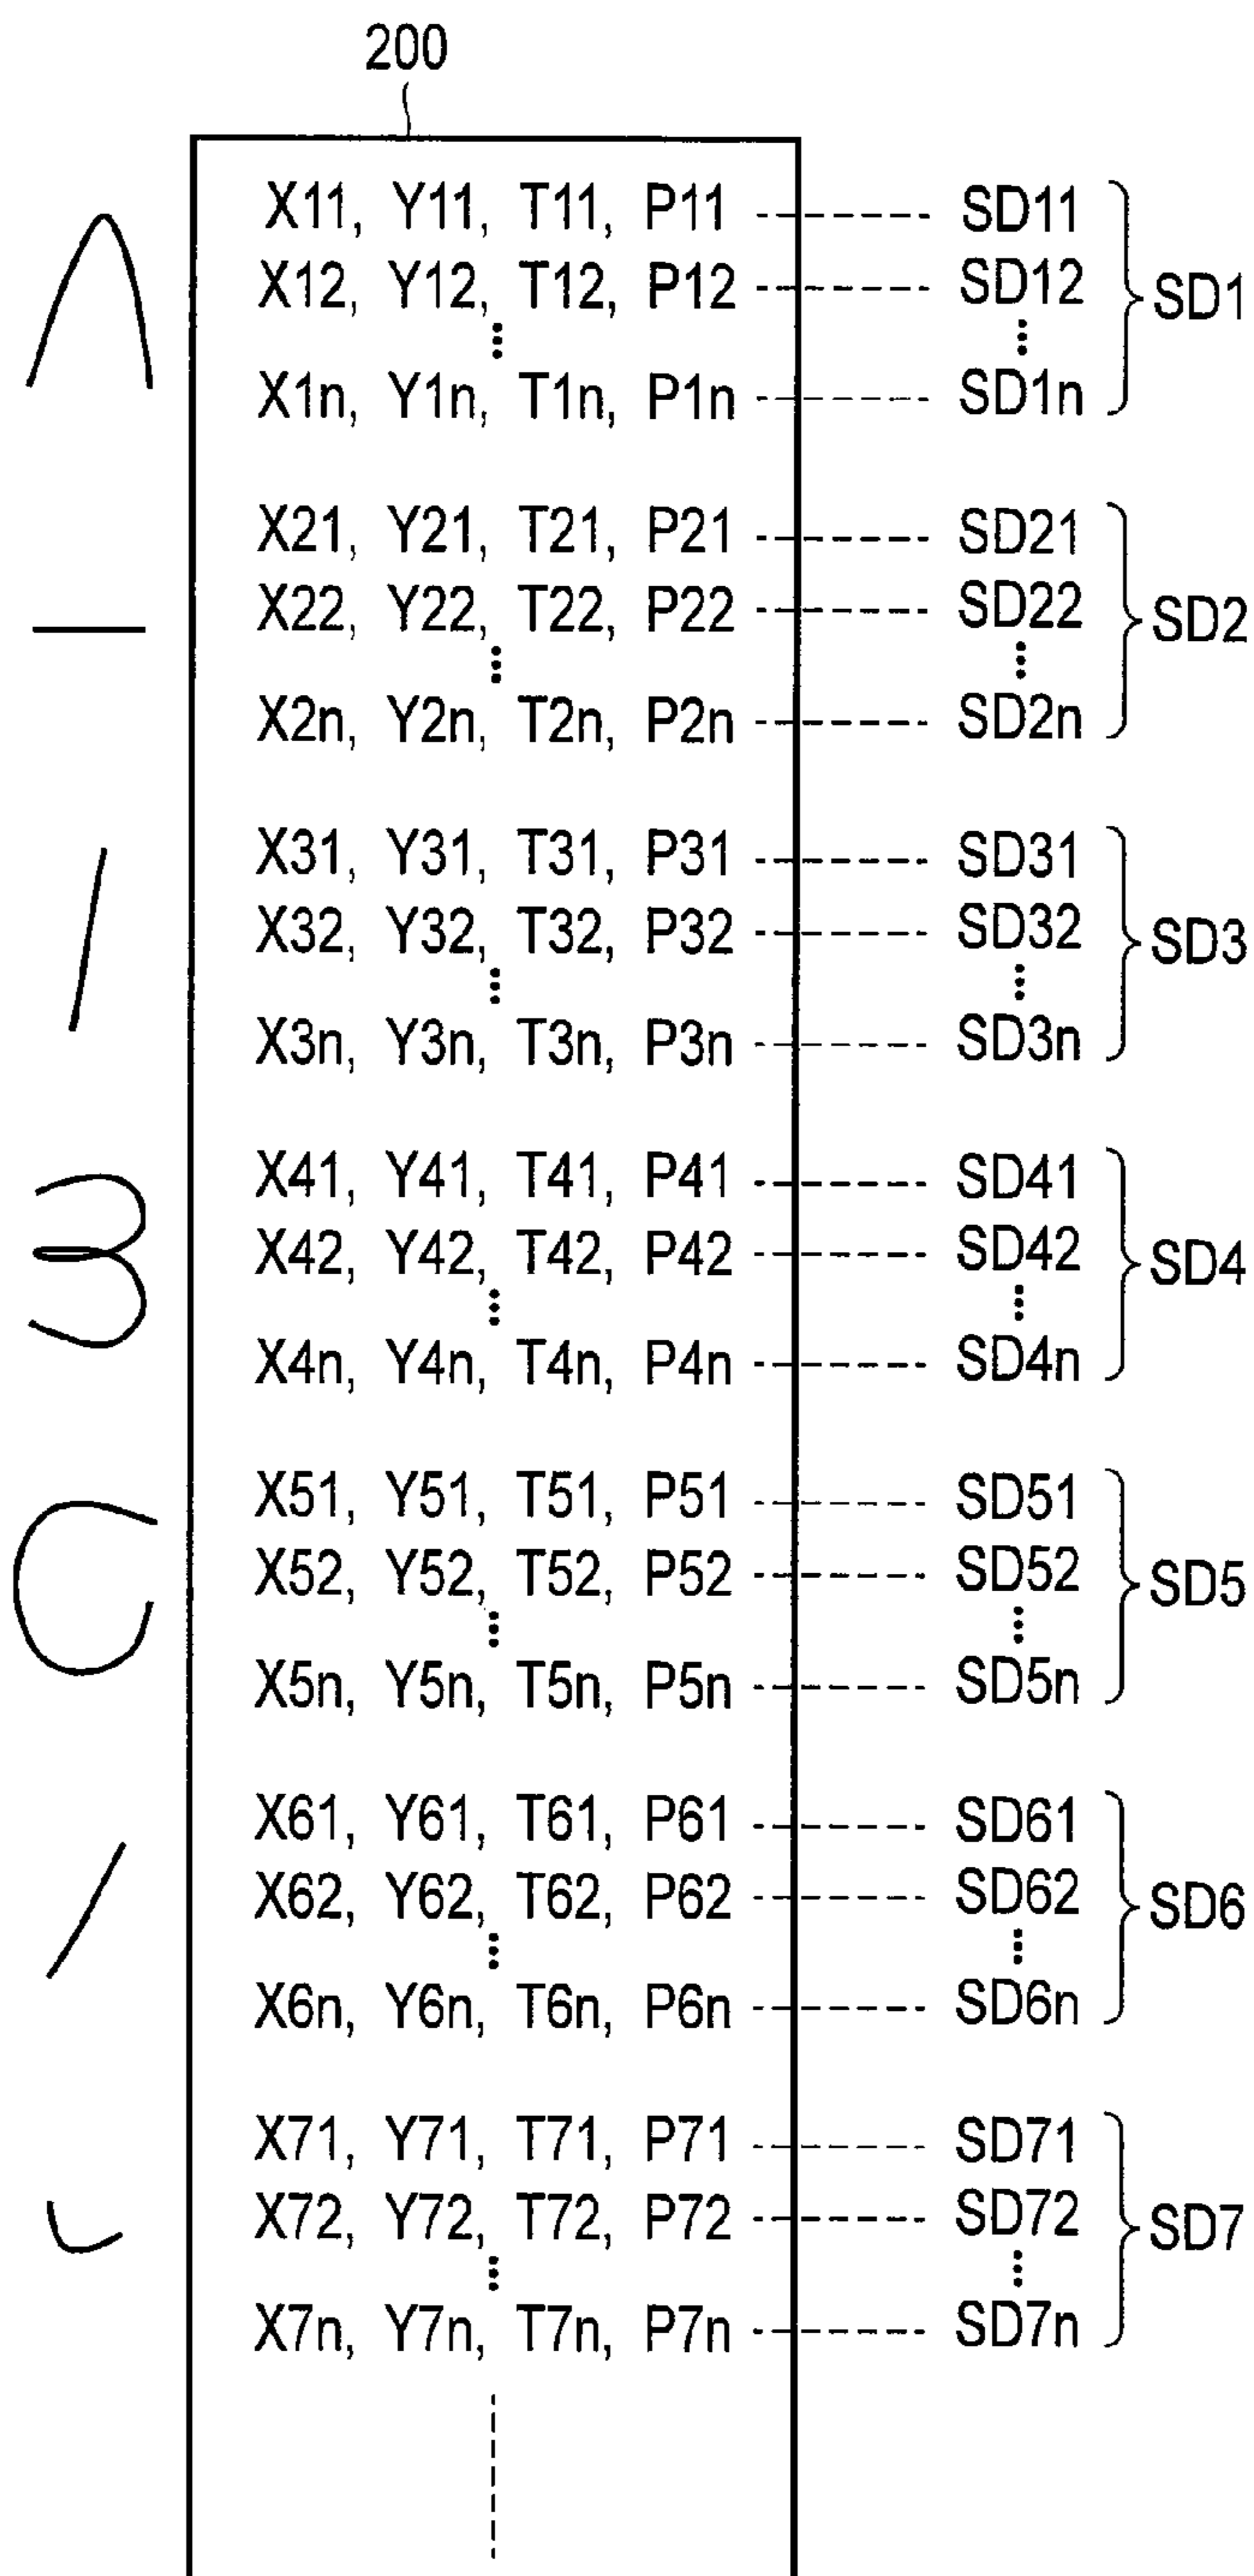 200
X11, Y11, T11, P11 SD11
X12, Y12, T12, P12 SD12 SD1
X1n, Y1n, T1n, P1n SD1n
X21, Y21, T21, P21 SD21
X22, Y22, T22, P22 SD22 SD2
X2n, Y2n, T2n, P2n SD2n
X31, Y31, T31, P31 SD31
X32, Y32, T32, P32 SD32 SD3
X3n, Y3n, T3n, P3n SD3n
X41, Y41, T41, P41 SD41
X42, Y42, T42, P42 SD42 SD4
X4n, Y4n, T4n, P4n SD4n
X51, Y51, T51, P51 SD51
X52, Y52, T52, P52 SD52 SD5
X5n, Y5n, T5n, P5n SD5n
X61, Y61, T61, P61 SD61
X62, Y62, T62, P62 SD62 SD6
X6n, Y6n, T6n, P6n SD6n
X71, Y71, T71, P71 SD71
X72, Y72, T72, P72 SD72 SD7
X7n, Y7n, T7n, P7n SD7n